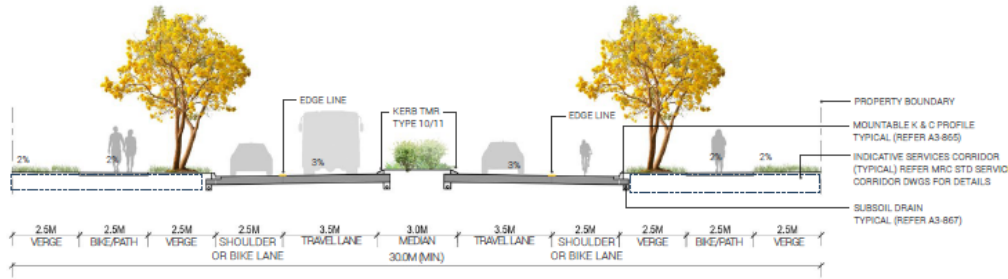 EDGE LINE
KERB TMR
TYPE 10/11
EDGE LINE
PROPERTY BOUNDARY
MOUNTABLE K & C PROFILE
TYPICAL (REFER A3-865)
INDICATIVE SERVICES CORRIDOR
(TYPICAL) REFER MRC STD SERVIC
CORRIDOR DWGS FOR DETAILS
SUBSOIL DRAIN
TYPICAL (REFER A3-867)
2% 2% 3% 3% 2% 2%
2.5M 2.5M 2.5M 2.5M 3.5M 3.0M 3.5M 2.5M 2.5M 2.5M 2.5M
VERGE BIKE/PATH VERGE SHOULDER TRAVEL LANE MEDIAN TRAVEL LANE SHOULDER VERGE BIKE/PATH VERGE
OR BIKE LANE 30.0M (MIN.) OR BIKE LANE